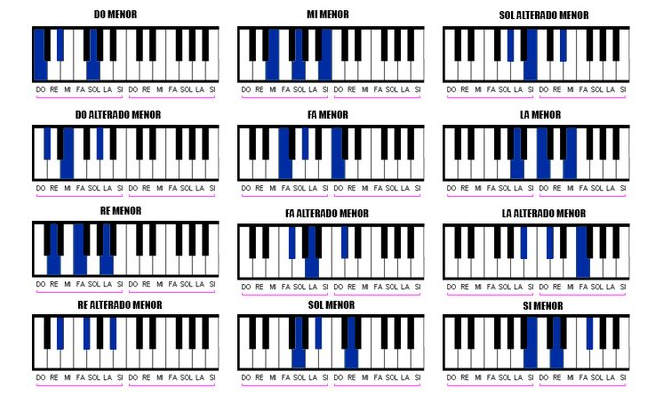 DO MENOR
DO RE MI FA SOL LA SI DO RE MI FA SOL LA SI
MI MENOR
DO RE MI FA SOL LA SI DO RE MI FA SOL LA SI
SOL ALTERADO MENOR
DO RE MI FA SOL LA SI DO RE MI FA SOL LA SI
DO ALTERADO MENOR
DO RE MI FA SOL LA SI DO RE MI FA SOL LA SI
FA MENOR
DO RE MI FA SOL LA SI DO RE MI FA SOL LA SI
LA MENOR
DO RE MI FA SOL LA SI DO RE MI FA SOL LA SI
RE MENOR
DO RE MI FA SOL LA SI DO RE MI FA SOL LA SI
FA ALTERADO MENOR
DO RE MI FA SOL LA SI DO RE MI FA SOL LA SI
LA ALTERADO MENOR
DO RE MI FA SOL LA SI DO RE MI FA SOL LA SI
RE ALTERADO MENOR
DO RE MI FA SOL LA SI DO RE MI FA SOL LA SI
SOL MENOR
DO RE MI FA SOL LA SI DO RE MI FA SOL LA SI
SI MENOR
DO RE MI FA SOL LA SI DO RE MI FA SOL LA SI